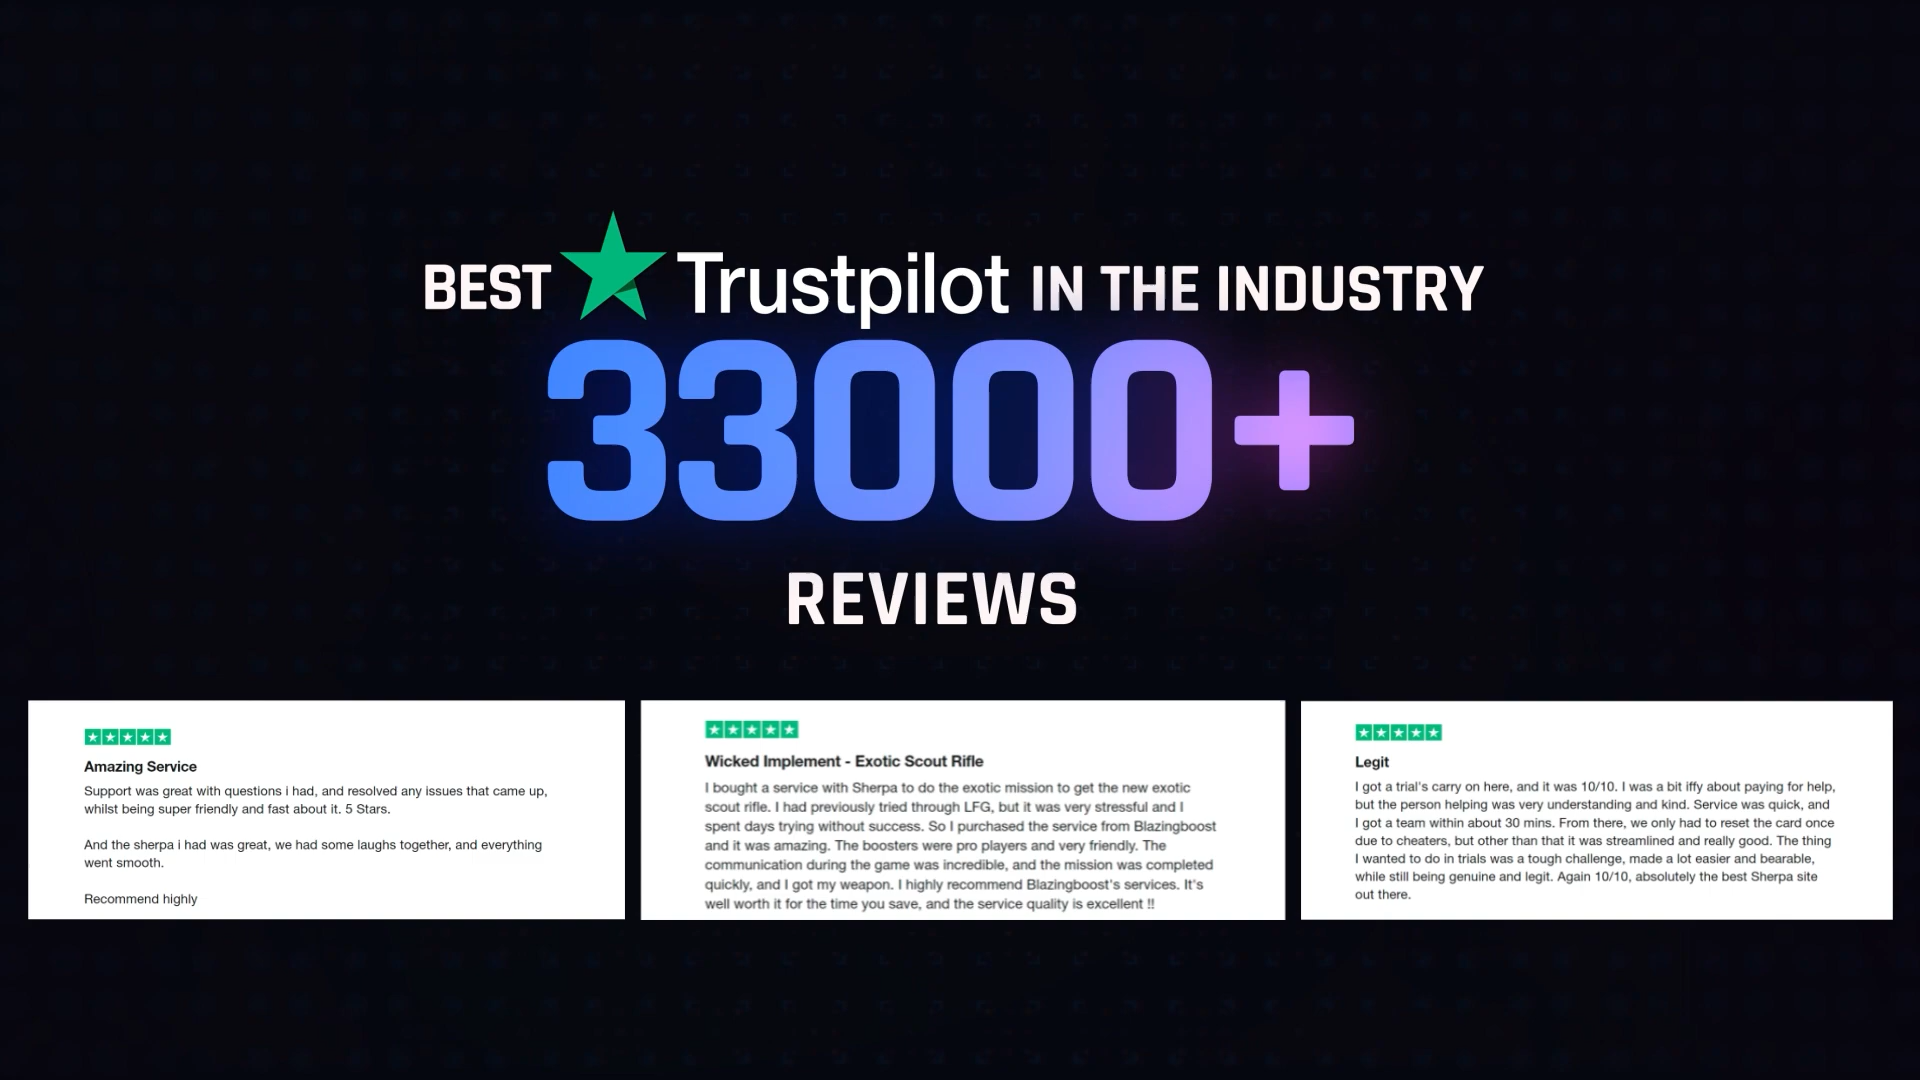 BEST Trustpilot IN THE INDUSTRY
33000+
REVIEWS
Amazing Service
Support was great with questions i had, and resolved any issues that came up,
whilst being super friendly and fast about it. 5 Stars.
And the sherpa i had was great, we had some laughs together, and everything
went smooth.
Recommend highly
Wicked Implement - Exotic Scout Rifle
I bought a service with Sherpa to do the exotic mission to get the new exotic
scout rifle. I had previously tried through LFG, but it was very stressful and I
spent days trying without success. So I purchased the service from Blazingboost
and it was amazing. The boosters were pro players and very friendly. The
communication during the game was incredible, and the mission was completed
quickly, and I got my weapon. I highly recommend Blazingboost's services. It's
well worth it for the time you save, and the service quality is excellent !!
Legit
I got a trial's carry on here, and it was 10/10. I was a bit iffy about paying for help,
but the person helping was very understanding and kind. Service was quick, and
I got a team within about 30 mins. From there, we only had to reset the card once
due to cheaters, but other than that it was streamlined and really good. The thing
I wanted to do in trials was a tough challenge, made a lot easier and bearable,
while still being genuine and legit. Again 10/10, absolutely the best Sherpa site
out there.